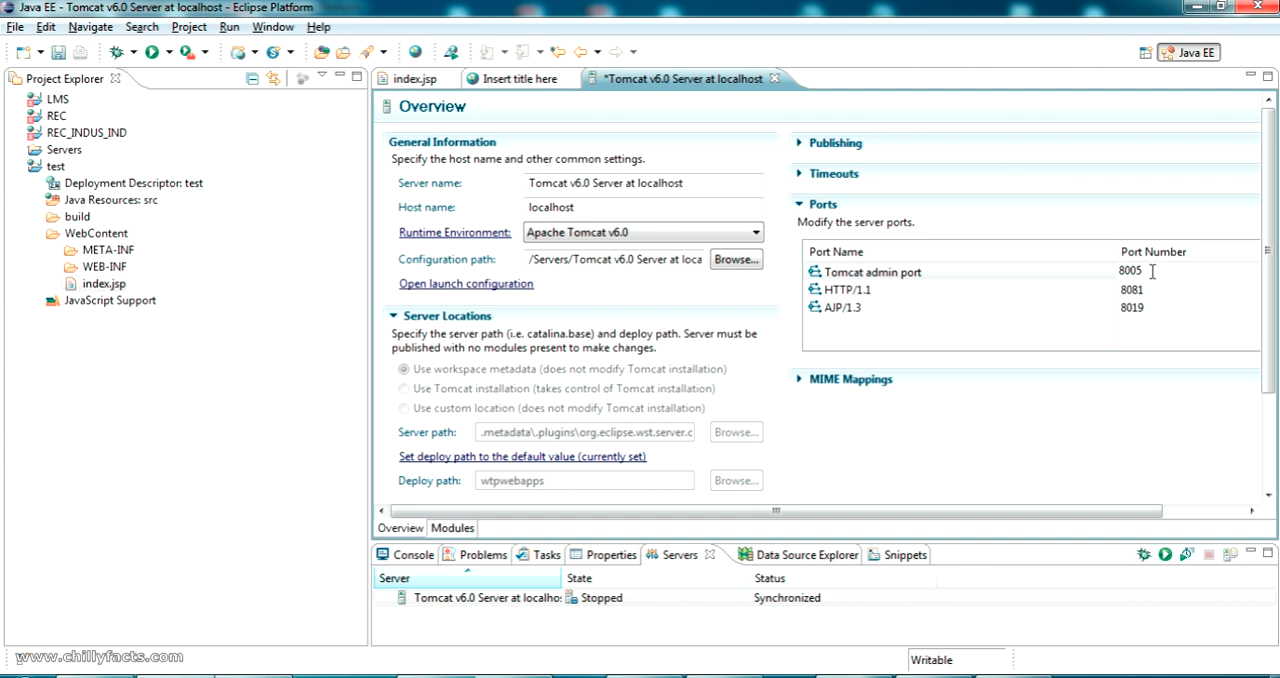 Java EE - Tomcat v6.0 Server at localhost - Eclipse Platform
File Edit Navigate Search Project Run Window Help
Java EE
Project Explorer
index.jsp
Insert title here
*Tomcat v6.0 Server at localhost
LMS
REC
REC_INDUS_IND
Servers
test
Deployment Descriptor: test
Java Resources: src
build
WebContent
META-INF
WEB-INF
index.jsp
JavaScript Support
Overview
General Information
Specify the host name and other common settings.
Server name: Tomcat v6.0 Server at localhost
Host name: localhost
Runtime Environment: Apache Tomcat v6.0
Configuration path: /Servers/Tomcat v6.0 Server at loca Browse...
Open launch configuration
Server Locations
Specify the server path (i.e. catalina.base) and deploy path. Server must be
published with no modules present to make changes.
Use workspace metadata (does not modify Tomcat installation)
Use Tomcat installation (takes control of Tomcat installation)
Use custom location (does not modify Tomcat installation)
Server path: .metadata\.plugins\org.eclipse.wst.server.c Browse...
Set deploy path to the default value (currently set)
Deploy path: wtpwebapps Browse...
Publishing
Timeouts
Ports
Modify the server ports.
Port Name Port Number
Tomcat admin port 8005
HTTP/1.1 8081
AJP/1.3 8019
MIME Mappings
Overview Modules
Console Problems Tasks Properties Servers Data Source Explorer Snippets
Server State Status
Tomcat v6.0 Server at localho: Stopped Synchronized
www.chillyfacts.com
Writable